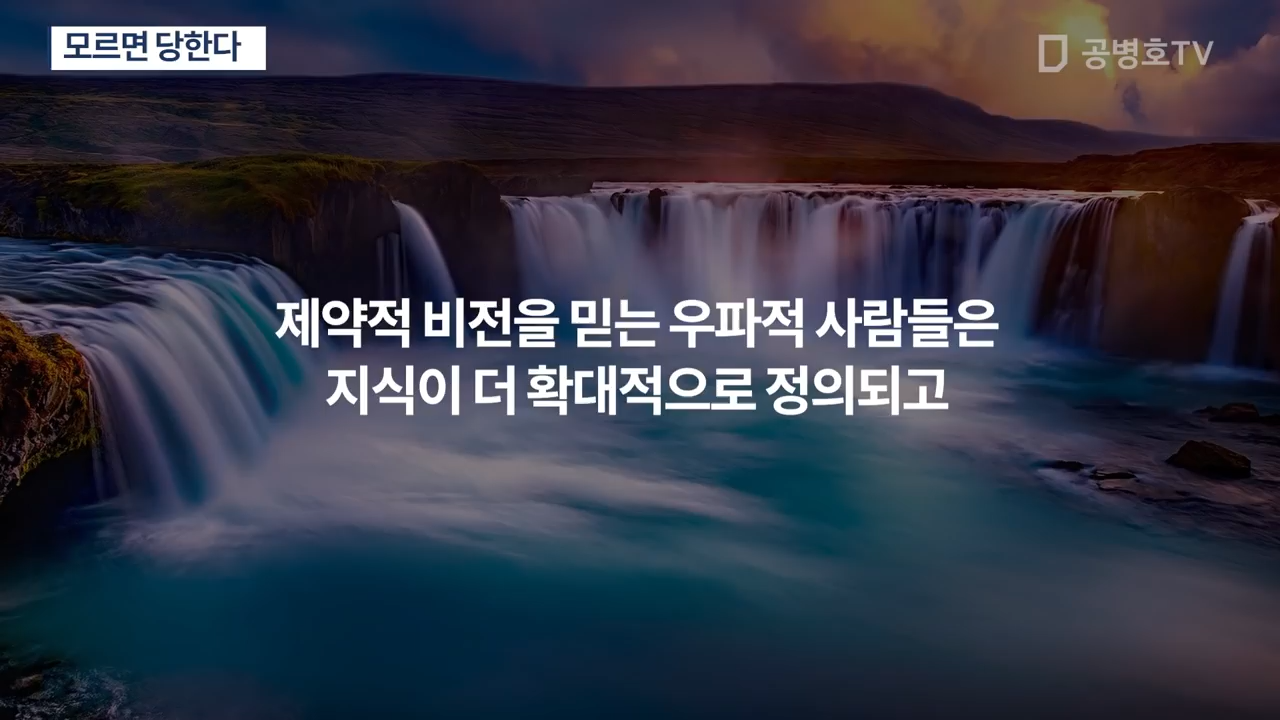 모르면 당한다
공병호TV
제약적 비전을 믿는 우파적 사람들은
지식이 더 확대적으로 정의되고